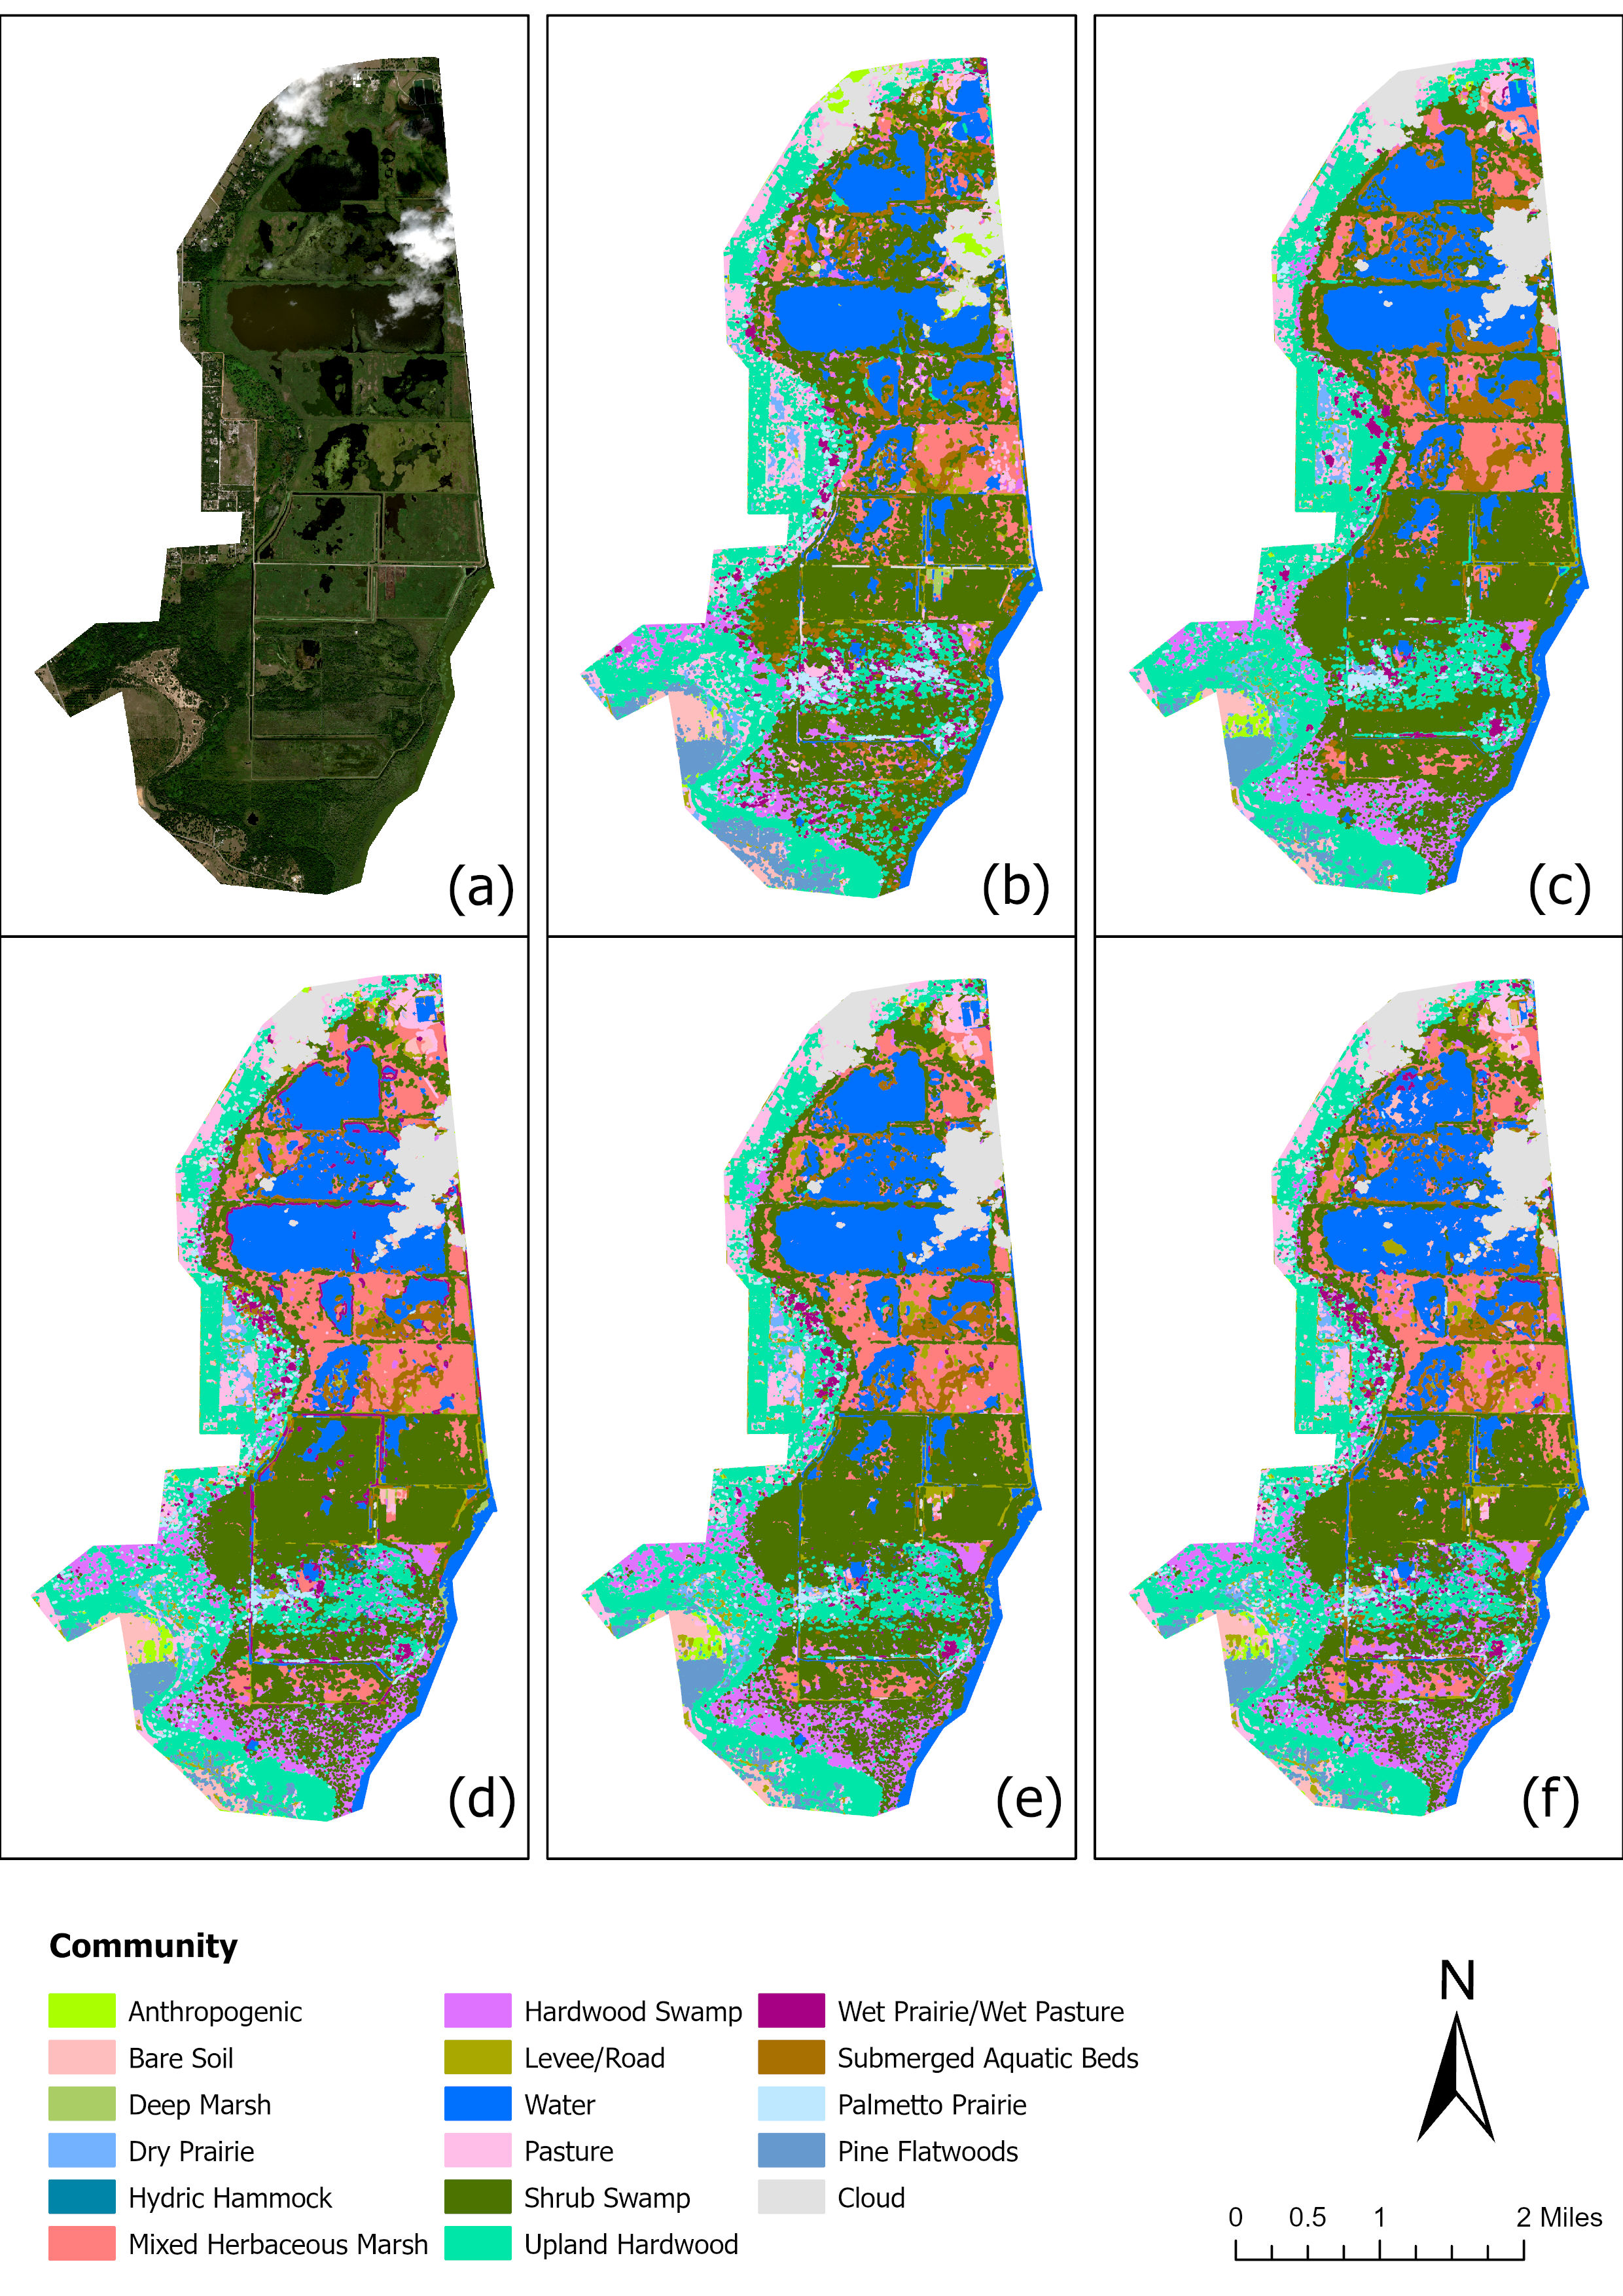 (a)
(b)
(c)
(d)
(e)
(f)
Community
Anthropogenic
Bare Soil
Deep Marsh
Dry Prairie
Hydric Hammock
Mixed Herbaceous Marsh
Hardwood Swamp
Levee/Road
Water
Pasture
Shrub Swamp
Upland Hardwood
Wet Prairie/Wet Pasture
Submerged Aquatic Beds
Palmetto Prairie
Pine Flatwoods
Cloud
N
0 0.5 1 2 Miles